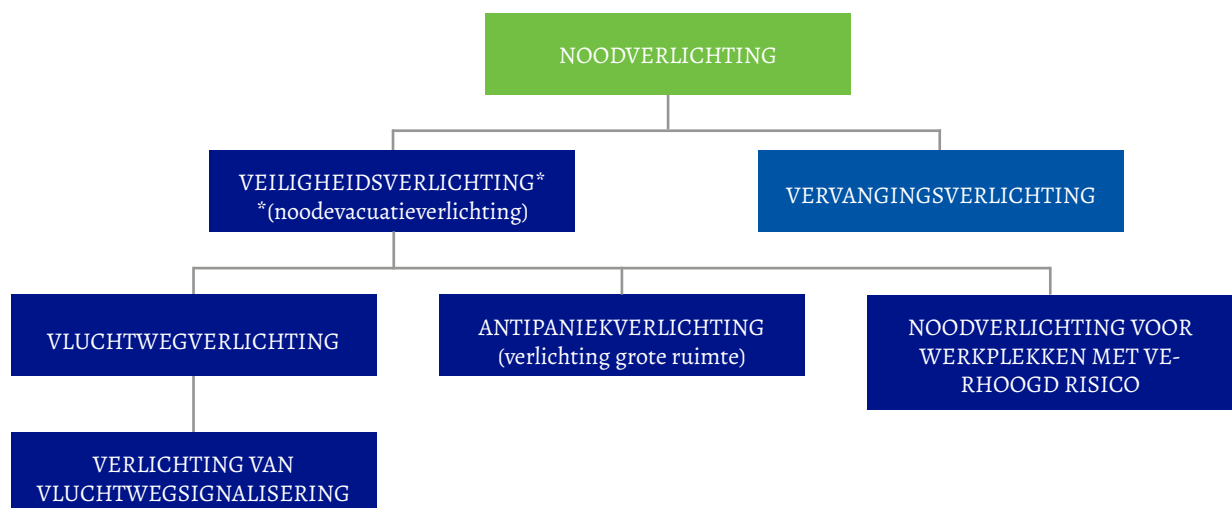 NOODVERLICHTING
VEILIGHEIDSVERLICHTING*
*(noodevacuatieverlichting)
VERVANGINGSVERLICHTING
VLUCHTWEGVERLICHTING
ANTIPANIEKVERLICHTING
(verlichting grote ruimte)
NOODVERLICHTING VOOR
WERKPLEKKEN MET VE-
RHOOGD RISICO
VERLICHTING VAN
VLUCHTWEGSIGNALISERING